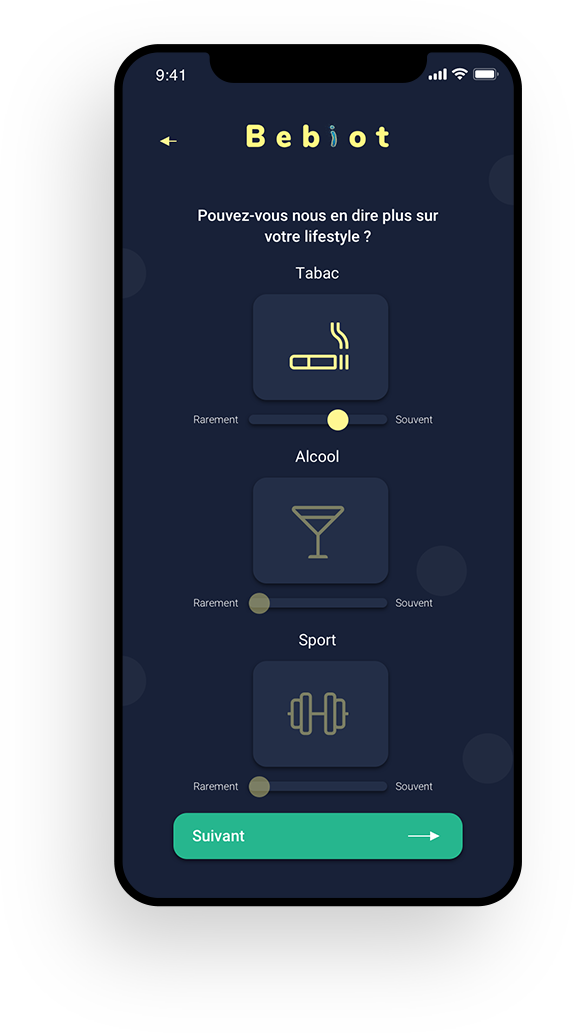 9:41
Bebiot
Pouvez-vous nous en dire plus sur
votre lifestyle ?
Tabac
Rarement Souvent
Alcool
Rarement Souvent
Sport
Rarement Souvent
Suivant